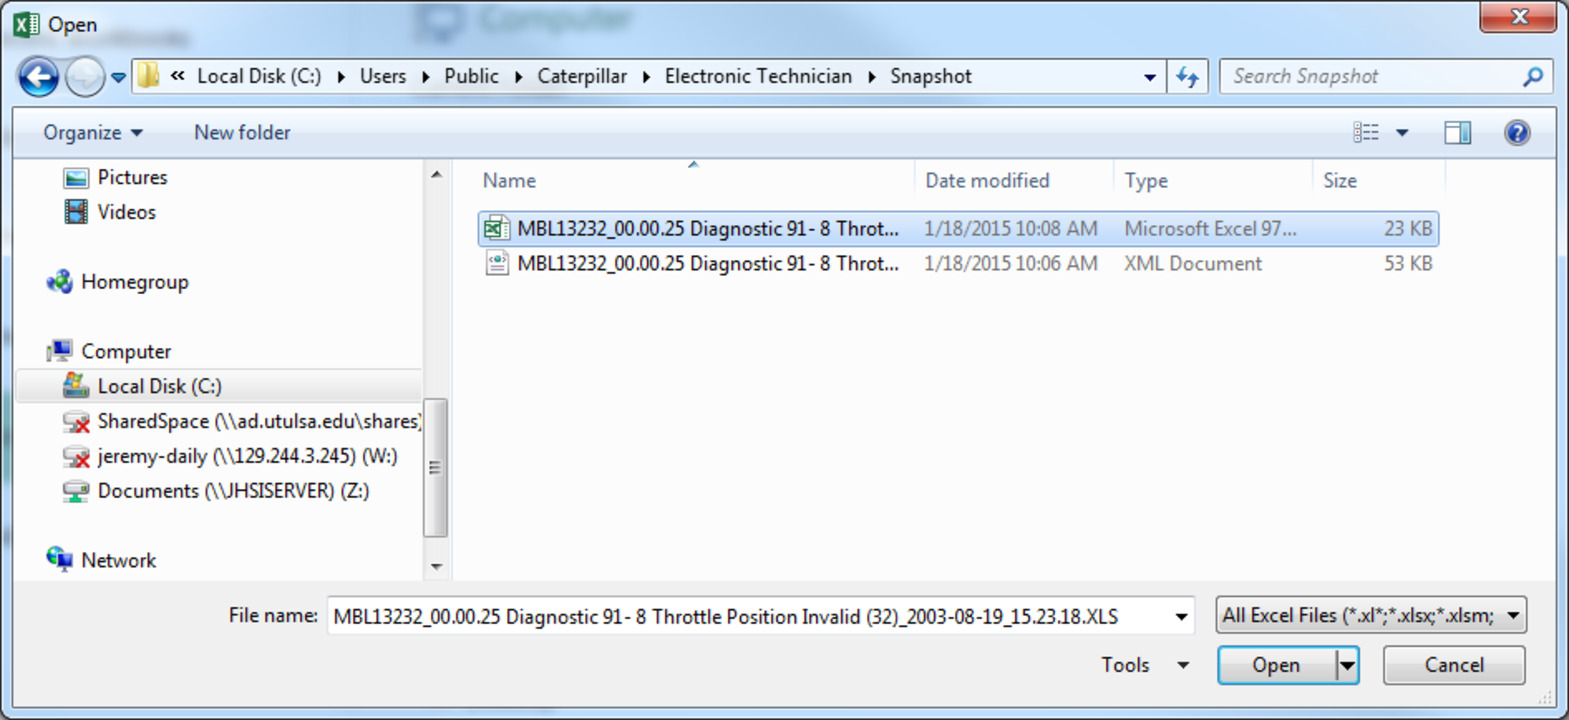 Open
Computer
« Local Disk (C:) ▸ Users ▸ Public ▸ Caterpillar ▸ Electronic Technician ▸ Snapshot
Search Snapshot
Organize
New folder
Pictures
Videos
Homegroup
Computer
Local Disk (C:)
SharedSpace (\\ad.utulsa.edu\shares)
jeremy-daily (\\129.244.3.245) (W:)
Documents (\\JHSISERVER) (Z:)
Network
Name Date modified Type Size
MBL13232_00.00.25 Diagnostic 91- 8 Throt... 1/18/2015 10:08 AM Microsoft Excel 97... 23 KB
MBL13232_00.00.25 Diagnostic 91- 8 Throt... 1/18/2015 10:06 AM XML Document 53 KB
File name: MBL13232_00.00.25 Diagnostic 91- 8 Throttle Position Invalid (32)_2003-08-19_15.23.18.XLS
All Excel Files (*.xl*;*.xlsx;*.xlsm;
Tools
Open
Cancel